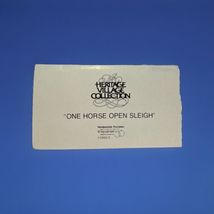 HERITAGE
VILLAGE
COLLECTION
"ONE HORSE OPEN SLEIGH"